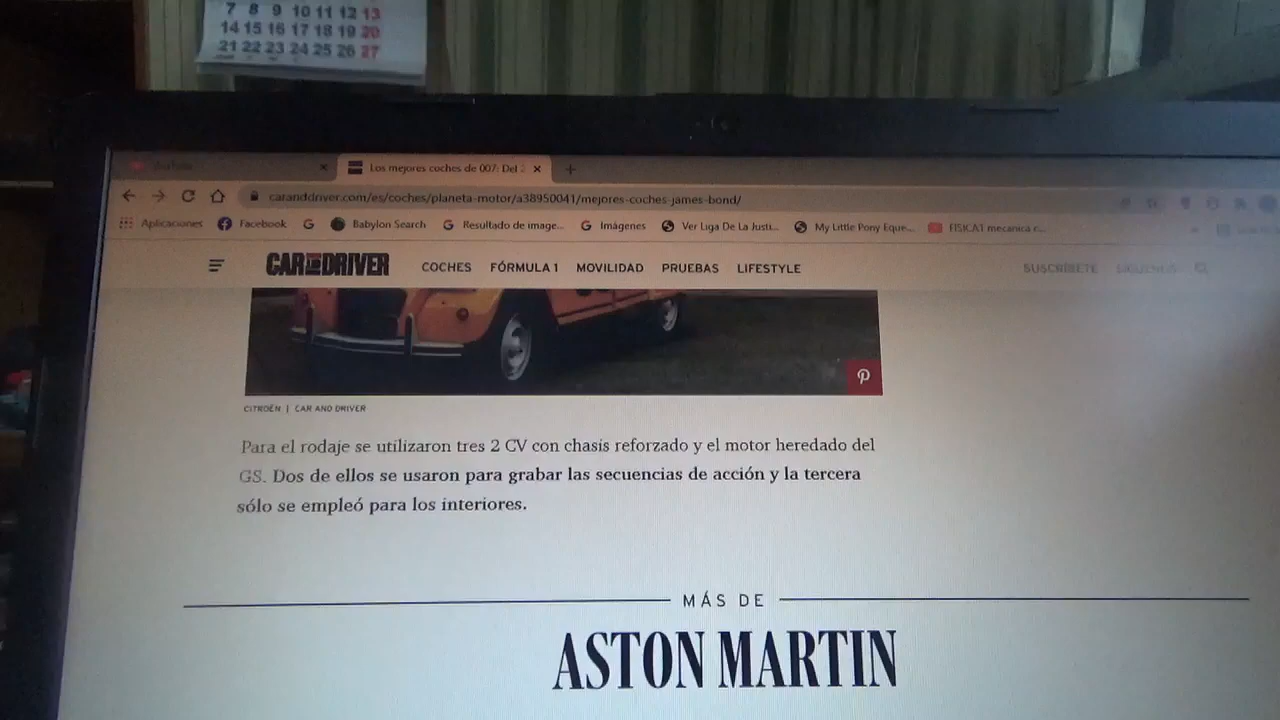 7 8 9 10 11 12 13
14 15 16 17 18 19 20
21 22 23 24 25 26 27
Los mejores coches de 007: Del
caranddriver.com/es/coches/planeta-motor/a38950041/mejores-coches-james-bond/
Aplicaciones Facebook Babylon Search Resultado de image... Imágenes Ver Liga De La Justi... My Little Pony Eque... FISICA1 mecanica c...
CAR AND DRIVER COCHES FÓRMULA 1 MOVILIDAD PRUEBAS LIFESTYLE SUSCRÍBETE SÍGUENOS
CITROËN | CAR AND DRIVER
Para el rodaje se utilizaron tres 2 CV con chasis reforzado y el motor heredado del
GS. Dos de ellos se usaron para grabar las secuencias de acción y la tercera
sólo se empleó para los interiores.
MÁS DE
ASTON MARTIN